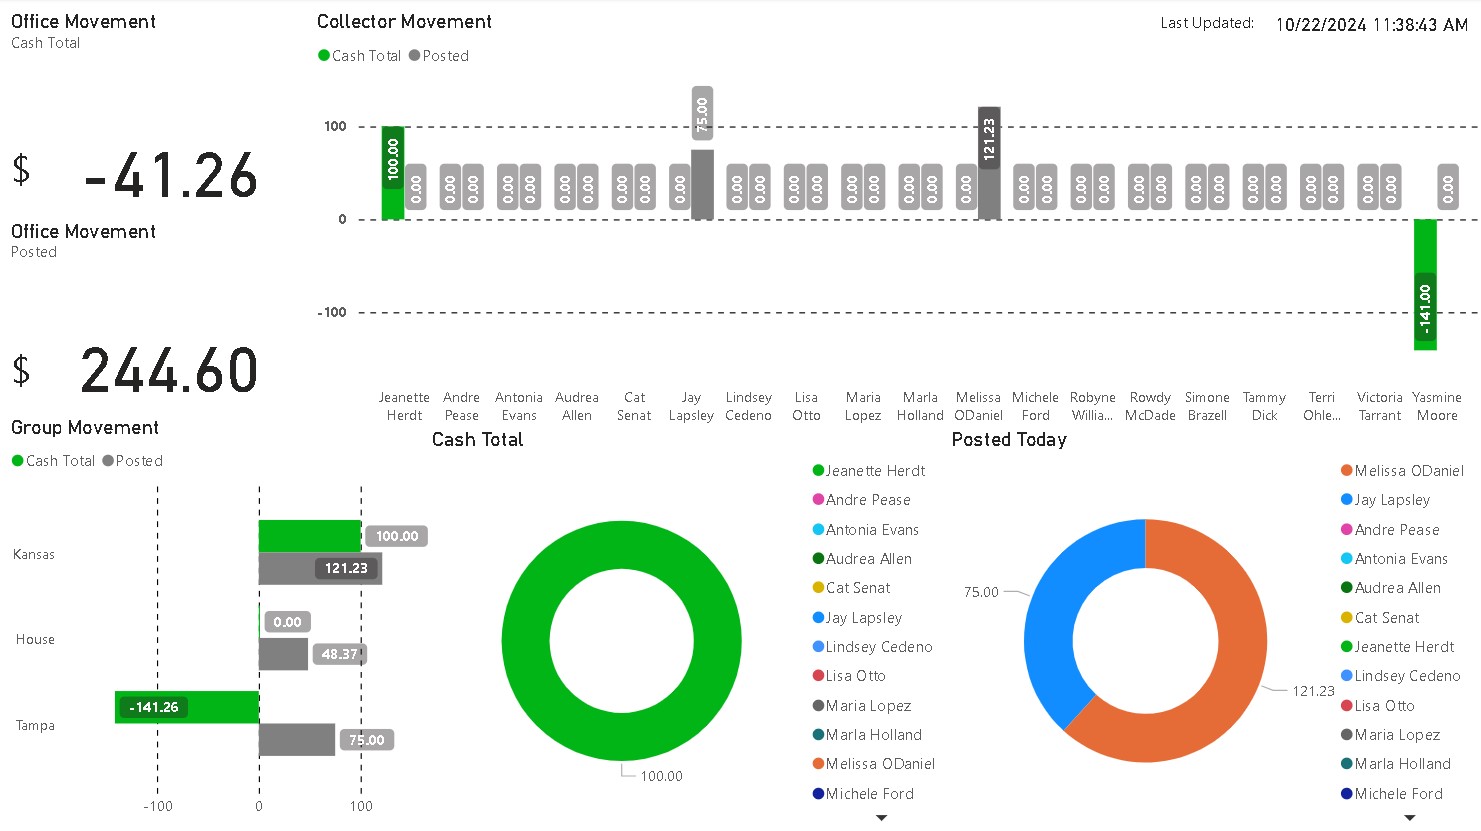 Office Movement
Cash Total
$ -41.26
Office Movement
Posted
$ 244.60
Collector Movement
Cash Total Posted
Last Updated: 10/22/2024 11:38:43 AM
100
0
-100
100.00 0.00 0.00 0.00 0.00 0.00 0.00 0.00 0.00 0.00 0.00 75.00 0.00 0.00 0.00 0.00 0.00 0.00 0.00 0.00 0.00 121.23 0.00 0.00 0.00 0.00 0.00 0.00 0.00 0.00 0.00 0.00 0.00 0.00 0.00 0.00 -141.00 0.00
Jeanette Herdt
Andre Pease
Antonia Evans
Audrea Allen
Cat Senat
Jay Lapsley
Lindsey Cedeno
Lisa Otto
Maria Lopez
Marla Holland
Melissa ODaniel
Michele Ford
Robyne Willia...
Rowdy McDade
Simone Brazell
Tammy Dick
Terri Ohle...
Victoria Tarrant
Yasmine Moore
Group Movement
Cash Total Posted
Kansas
100.00
121.23
House
0.00
48.37
Tampa
-141.26
75.00
-100 0 100
Cash Total
100.00
Jeanette Herdt
Andre Pease
Antonia Evans
Audrea Allen
Cat Senat
Jay Lapsley
Lindsey Cedeno
Lisa Otto
Maria Lopez
Marla Holland
Melissa ODaniel
Michele Ford
Posted Today
75.00
121.23
Melissa ODaniel
Jay Lapsley
Andre Pease
Antonia Evans
Audrea Allen
Cat Senat
Jeanette Herdt
Lindsey Cedeno
Lisa Otto
Maria Lopez
Marla Holland
Michele Ford